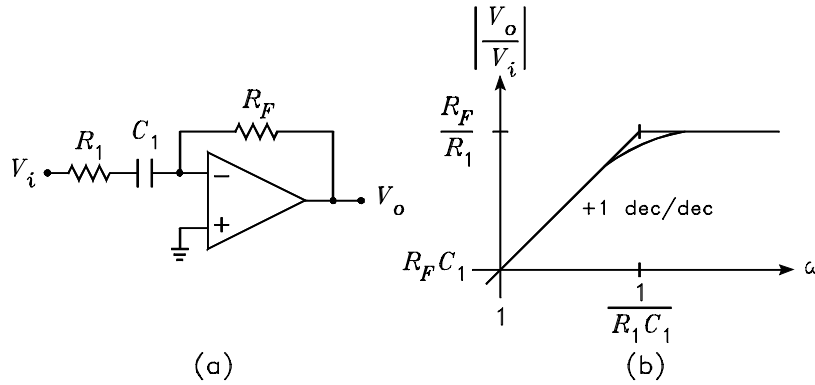 R_F
R_1
C_1
V_i
−
+
V_o
(a)
|V_o/V_i|
R_F/R_1
+1 dec/dec
R_F C_1
ω
1
1/(R_1 C_1)
(b)